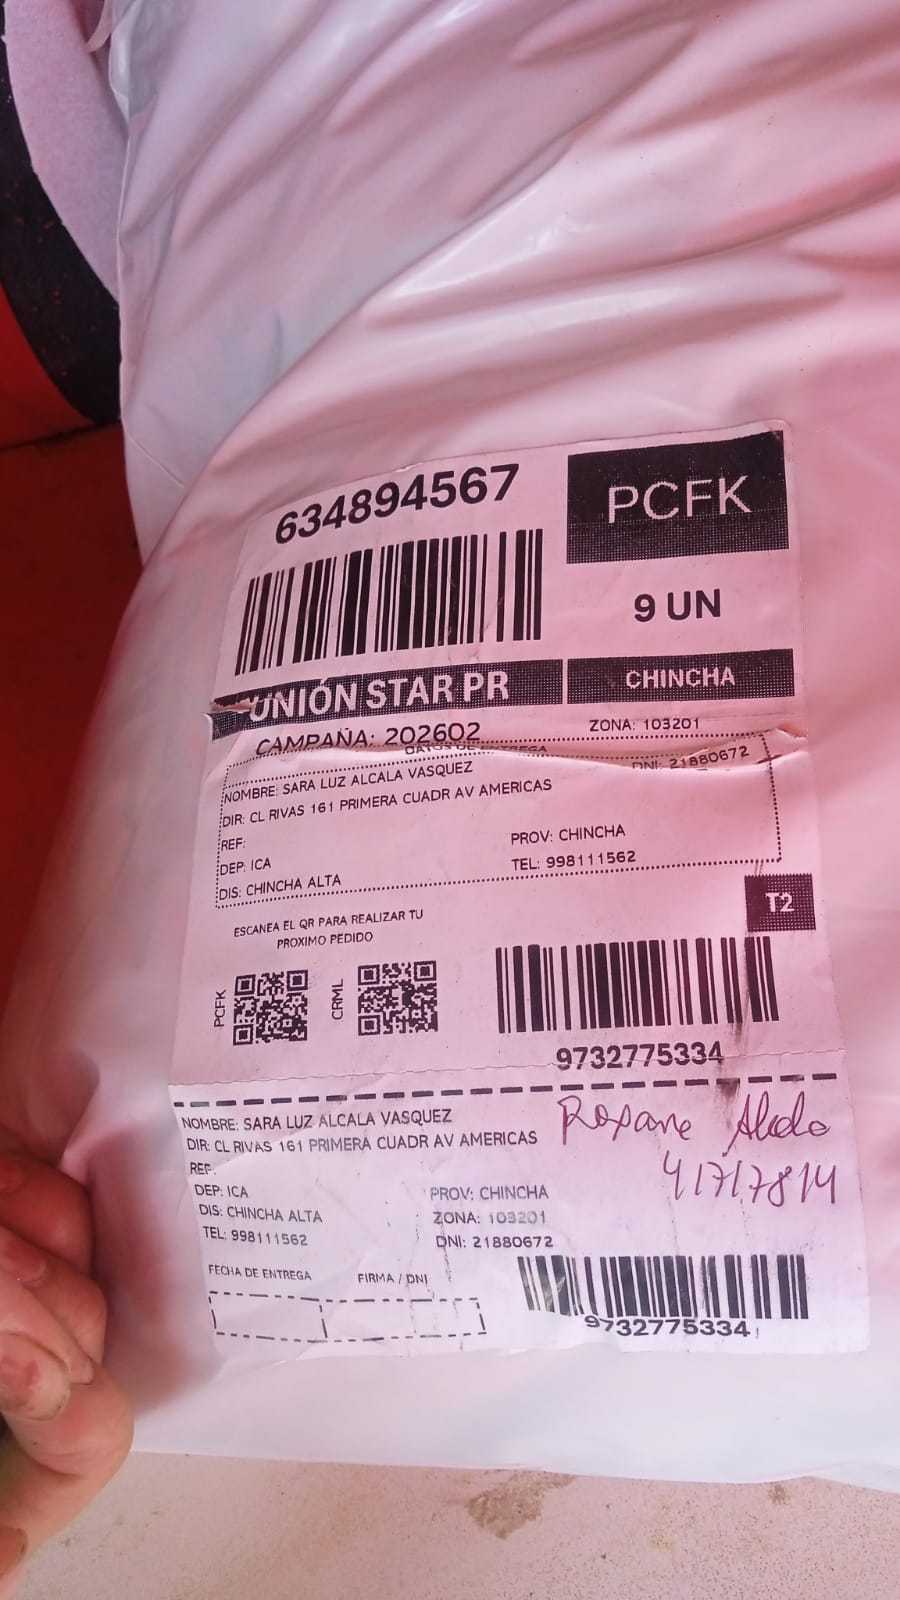 634894567
PCFK
9 UN
UNIÓN STAR PR
CHINCHA
CAMPAÑA: 202602
ZONA: 103201
DATOS DE ENTREGA
NOMBRE: SARA LUZ ALCALA VASQUEZ
DNI: 21880672
DIR: CL RIVAS 161 PRIMERA CUADR AV AMERICAS
REF:
DEP: ICA
PROV: CHINCHA
DIS: CHINCHA ALTA
TEL: 998111562
T2
ESCANEA EL QR PARA REALIZAR TU
PROXIMO PEDIDO
PCFK
CRML
9732775334
NOMBRE: SARA LUZ ALCALA VASQUEZ
DIR: CL RIVAS 161 PRIMERA CUADR AV AMERICAS
REF:
DEP: ICA
PROV: CHINCHA
DIS: CHINCHA ALTA
ZONA: 103201
TEL: 998111562
DNI: 21880672
FECHA DE ENTREGA
FIRMA / DNI
9732775334